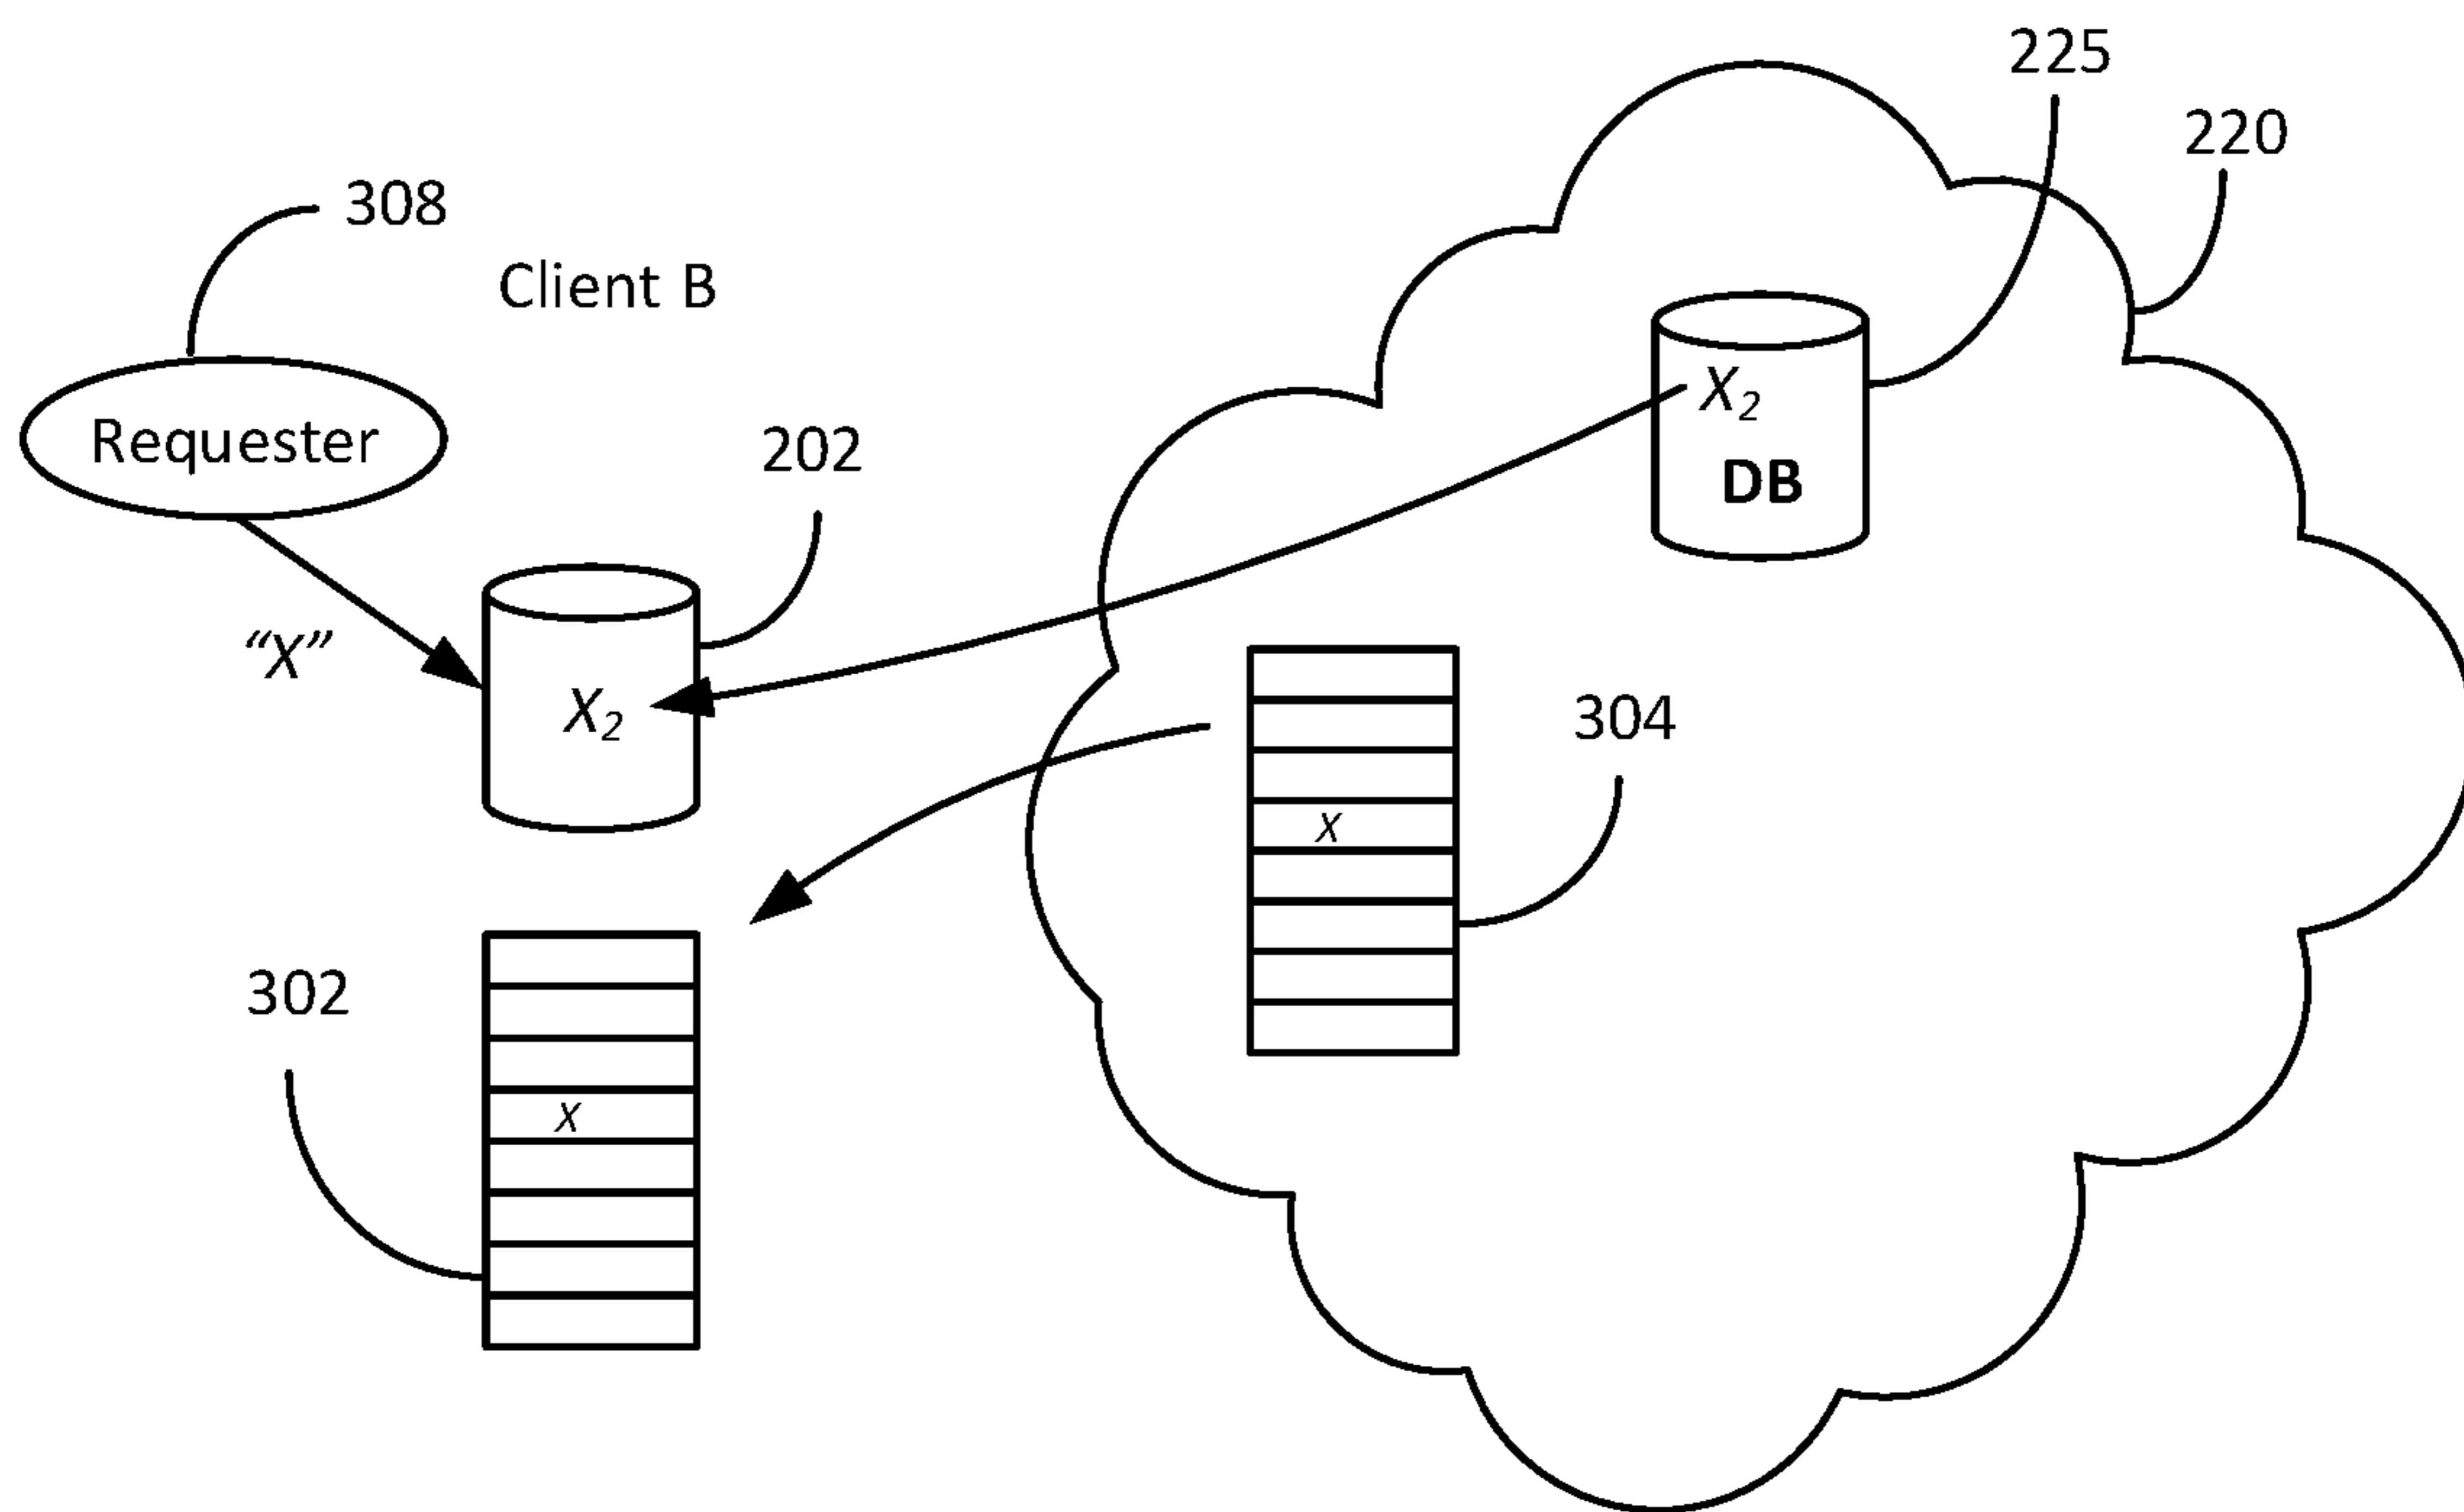 225
220
308
Client B
Requester
202
X₂
DB
“X”
X₂
304
X
302
X